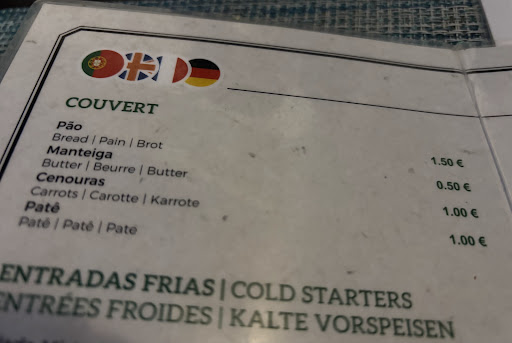 COUVERT
Pão
Bread | Pain | Brot 1.50 €
Manteiga
Butter | Beurre | Butter 0.50 €
Cenouras
Carrots | Carotte | Karrote 1.00 €
Patê
Patê | Patê | Pate 1.00 €
ENTRADAS FRIAS | COLD STARTERS
ENTRÉES FROIDES | KALTE VORSPEISEN